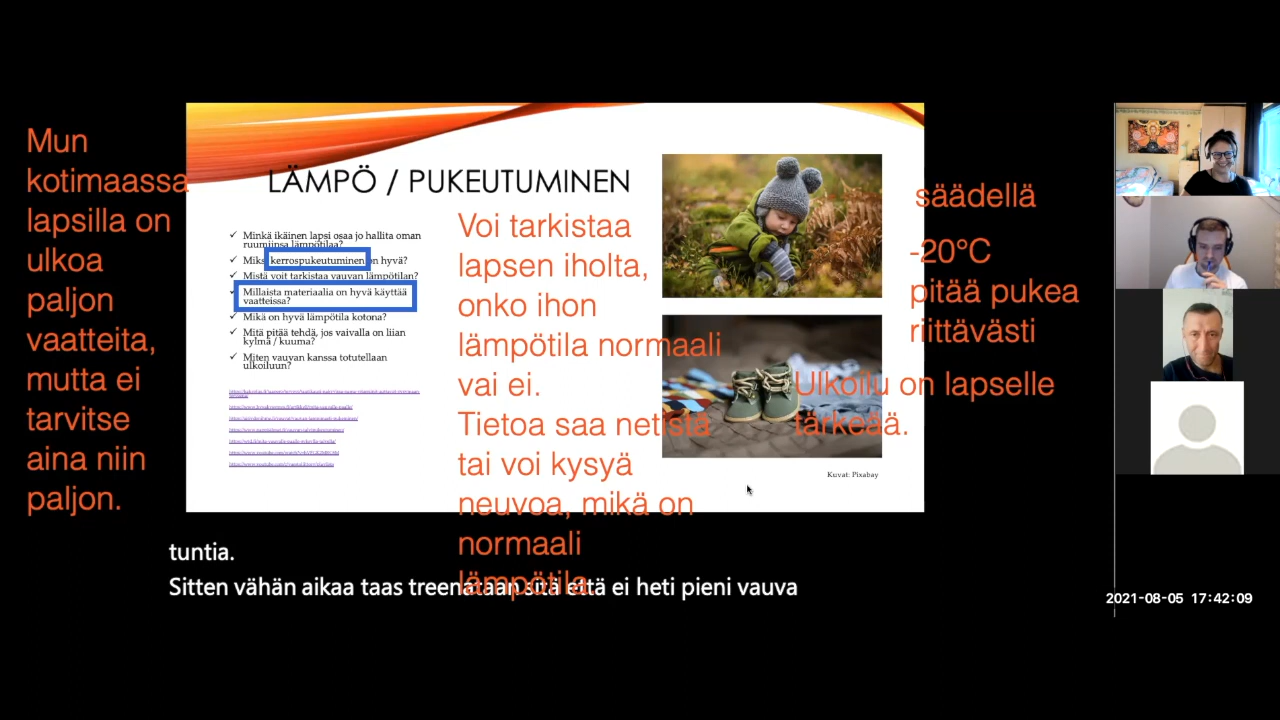 Mun
kotimaassa
lapsilla on
ulkoa
paljon
vaatteita,
mutta ei
tarvitse
aina niin
paljon.
LÄMPÖ / PUKEUTUMINEN
✓ Minkä ikäinen lapsi osaa jo hallita oman
ruumiinsa lämpötilaa?
✓ Miksi kerrospukeutuminen on hyvä?
✓ Mistä voit tarkistaa vauvan lämpötilan?
Millaista materiaalia on hyvä käyttää
vaatteissa?
✓ Mikä on hyvä lämpötila kotona?
✓ Mitä pitää tehdä, jos vaivalla on liian
kylmä / kuuma?
✓ Miten vauvan kanssa totutellaan
ulkoiluun?
Voi tarkistaa
lapsen iholta,
onko ihon
lämpötila normaali
vai ei.
Tietoa saa netistä
tai voi kysyä
neuvoa, mikä on
normaali
lämpötila.
säädellä
-20°C
pitää pukea
riittävästi
Ulkoilu on lapselle
tärkeää.
Kuvat: Pixabay
tuntia.
Sitten vähän aikaa taas treenataan sitä että ei heti pieni vauva
2021-08-05 17:42:09